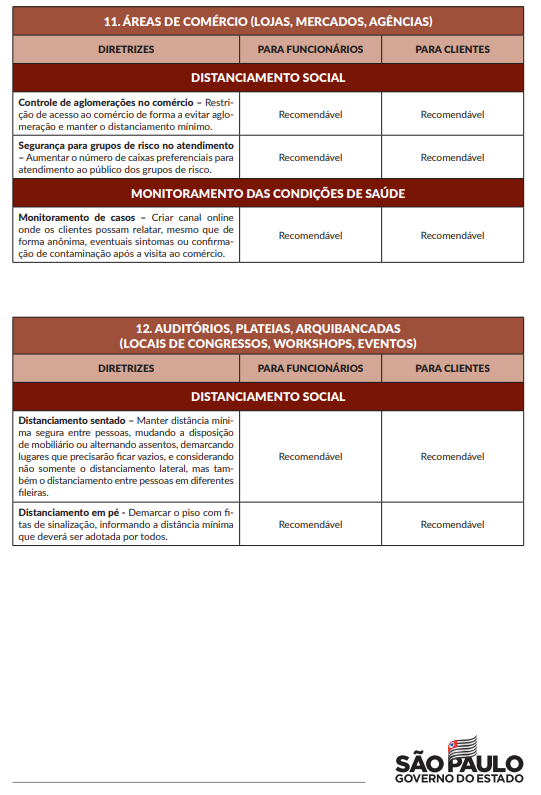 11. ÁREAS DE COMÉRCIO (LOJAS, MERCADOS, AGÊNCIAS)
DIRETRIZES PARA FUNCIONÁRIOS PARA CLIENTES
DISTANCIAMENTO SOCIAL
Controle de aglomerações no comércio – Restri-
ção de acesso ao comércio de forma a evitar aglo-
meração e manter o distanciamento mínimo.
Recomendável Recomendável
Segurança para grupos de risco no atendimento
– Aumentar o número de caixas preferenciais para
atendimento ao público dos grupos de risco.
Recomendável Recomendável
MONITORAMENTO DAS CONDIÇÕES DE SAÚDE
Monitoramento de casos – Criar canal online
onde os clientes possam relatar, mesmo que de
forma anônima, eventuais sintomas ou confirma-
ção de contaminação após a visita ao comércio.
Recomendável Recomendável
12. AUDITÓRIOS, PLATEIAS, ARQUIBANCADAS
(LOCAIS DE CONGRESSOS, WORKSHOPS, EVENTOS)
DIRETRIZES PARA FUNCIONÁRIOS PARA CLIENTES
DISTANCIAMENTO SOCIAL
Distanciamento sentado – Manter distância míni-
ma segura entre pessoas, mudando a disposição
de mobiliário ou alternando assentos, demarcando
lugares que precisarão ficar vazios, e considerando
não somente o distanciamento lateral, mas tam-
bém o distanciamento entre pessoas em diferentes
fileiras.
Recomendável Recomendável
Distanciamento em pé - Demarcar o piso com fi-
tas de sinalização, informando a distância mínima
que deverá ser adotada por todos.
Recomendável Recomendável
SÃO PAULO
GOVERNO DO ESTADO